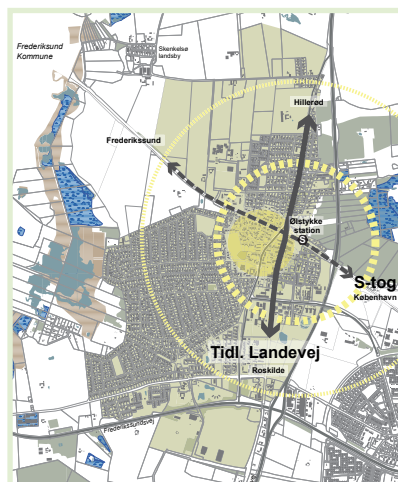 Frederiksund
Kommune
Skenkelsø
landsby
Hillerød
Frederikssund
Ølstykke
station
S
S-tog
København
Tidl. Landevej
Roskilde
Frederikssundsvej